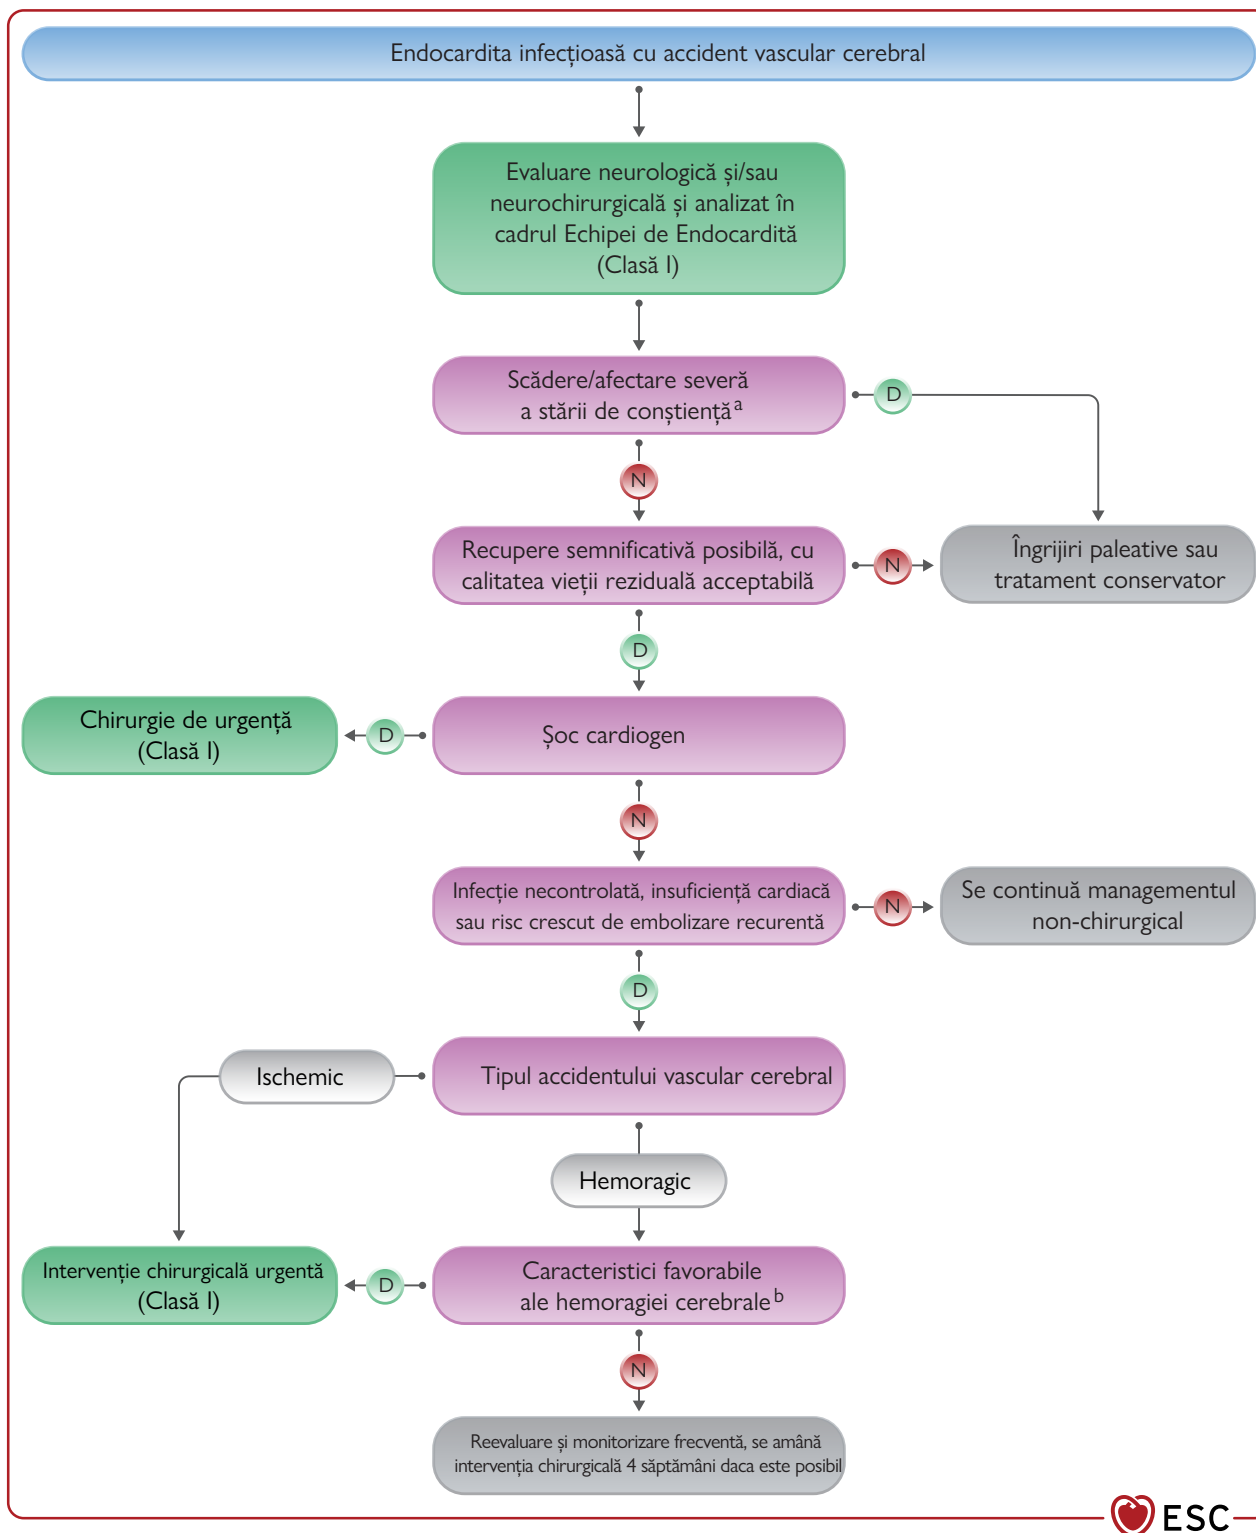 Endocardita infecțioasă cu accident vascular cerebral
Evaluare neurologică și/sau
neurochirurgicală și analizat în
cadrul Echipei de Endocardită
(Clasă I)
Scădere/afectare severă
a stării de conștiență a
D
N
Recupere semnificativă posibilă, cu
calitatea vieții reziduală acceptabilă
N
Îngrijiri paleative sau
tratament conservator
D
Chirurgie de urgență
(Clasă I)
D
Șoc cardiogen
N
Infecție necontrolată, insuficiență cardiacă
sau risc crescut de embolizare recurentă
N
Se continuă managementul
non-chirurgical
D
Ischemic
Tipul accidentului vascular cerebral
Hemoragic
Intervenție chirurgicală urgentă
(Clasă I)
D
Caracteristici favorabile
ale hemoragiei cerebrale b
N
Reevaluare și monitorizare frecventă, se amână
intervenția chirurgicală 4 săptămâni daca este posibil
ESC